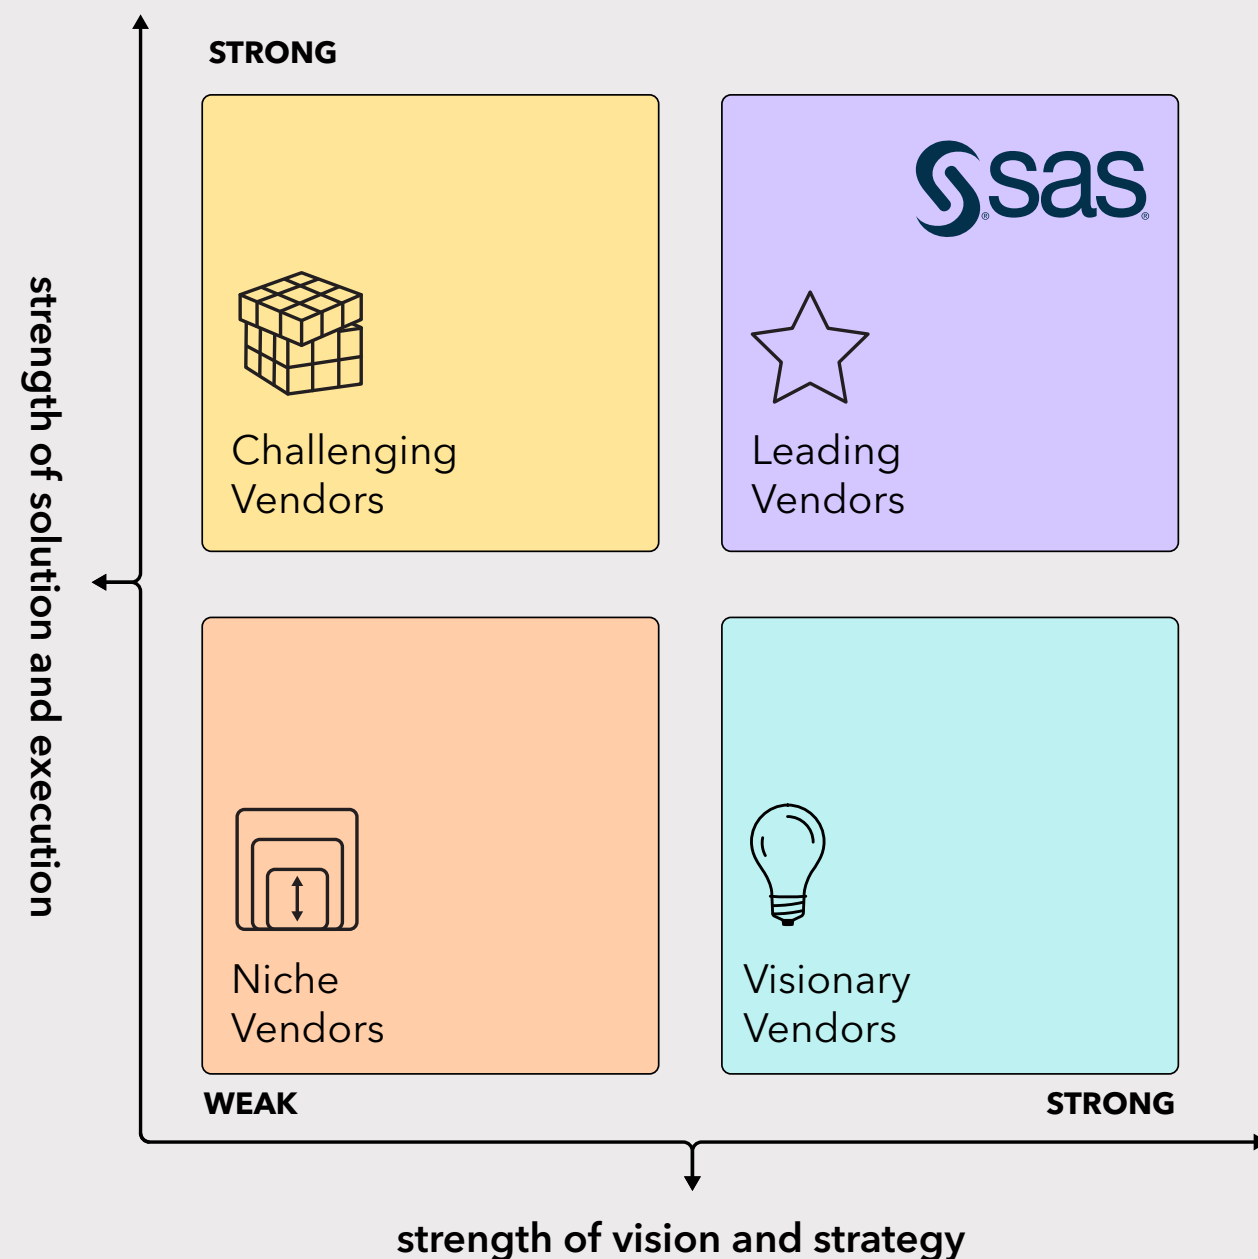 STRONG
sas
Challenging
Vendors
Leading
Vendors
strength of solution and execution
Niche
Vendors
Visionary
Vendors
WEAK
STRONG
strength of vision and strategy